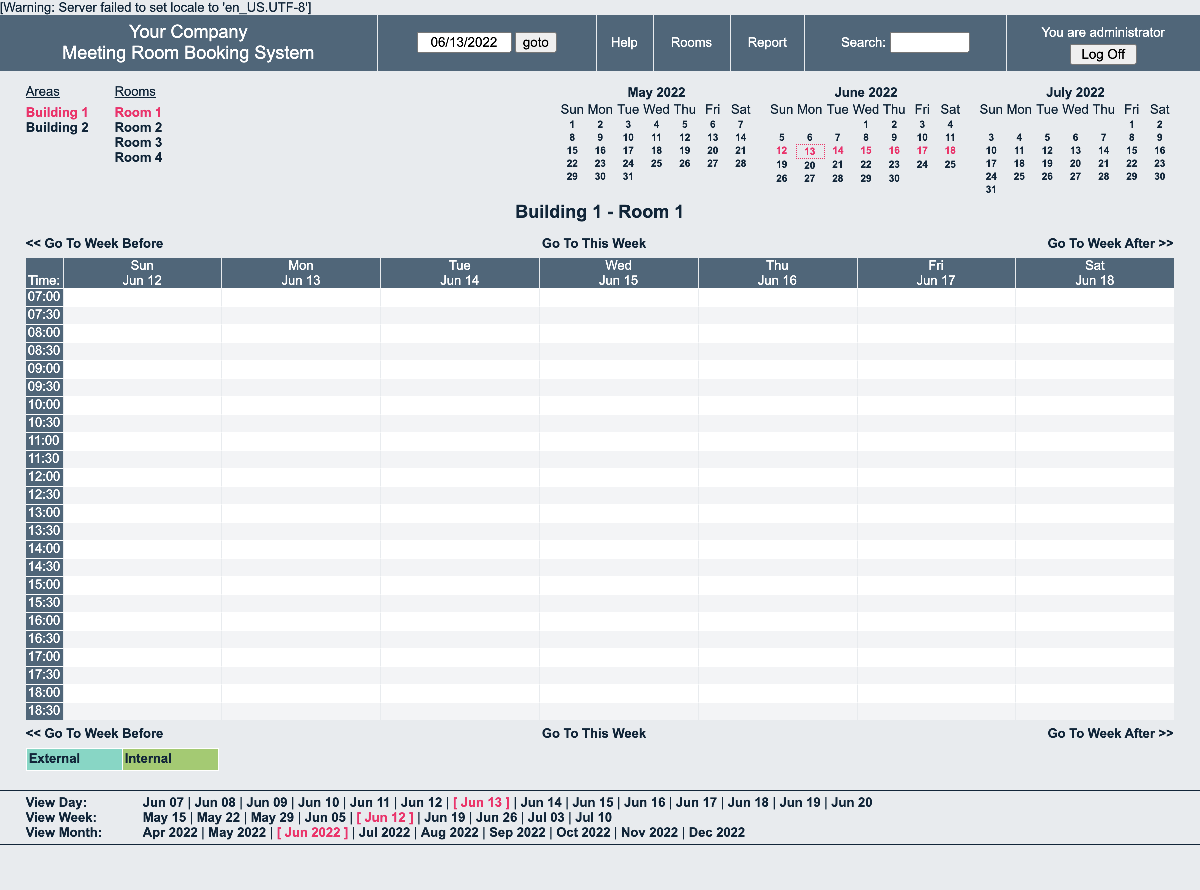 [Warning: Server failed to set locale to 'en_US.UTF-8']
Your Company
Meeting Room Booking System
06/13/2022 goto
Help
Rooms
Report
Search:
You are administrator
Log Off
Areas
Building 1
Building 2
Rooms
Room 1
Room 2
Room 3
Room 4
May 2022
Sun Mon Tue Wed Thu Fri Sat
1 2 3 4 5 6 7
8 9 10 11 12 13 14
15 16 17 18 19 20 21
22 23 24 25 26 27 28
29 30 31
June 2022
Sun Mon Tue Wed Thu Fri Sat
1 2 3 4
5 6 7 8 9 10 11
12 13 14 15 16 17 18
19 20 21 22 23 24 25
26 27 28 29 30
July 2022
Sun Mon Tue Wed Thu Fri Sat
1 2
3 4 5 6 7 8 9
10 11 12 13 14 15 16
17 18 19 20 21 22 23
24 25 26 27 28 29 30
31
Building 1 - Room 1
<< Go To Week Before Go To This Week Go To Week After >>
Sun Mon Tue Wed Thu Fri Sat
Time: Jun 12 Jun 13 Jun 14 Jun 15 Jun 16 Jun 17 Jun 18
07:00
07:30
08:00
08:30
09:00
09:30
10:00
10:30
11:00
11:30
12:00
12:30
13:00
13:30
14:00
14:30
15:00
15:30
16:00
16:30
17:00
17:30
18:00
18:30
<< Go To Week Before Go To This Week Go To Week After >>
External Internal
View Day: Jun 07 | Jun 08 | Jun 09 | Jun 10 | Jun 11 | Jun 12 | [ Jun 13 ] | Jun 14 | Jun 15 | Jun 16 | Jun 17 | Jun 18 | Jun 19 | Jun 20
View Week: May 15 | May 22 | May 29 | Jun 05 | [ Jun 12 ] | Jun 19 | Jun 26 | Jul 03 | Jul 10
View Month: Apr 2022 | May 2022 | [ Jun 2022 ] | Jul 2022 | Aug 2022 | Sep 2022 | Oct 2022 | Nov 2022 | Dec 2022